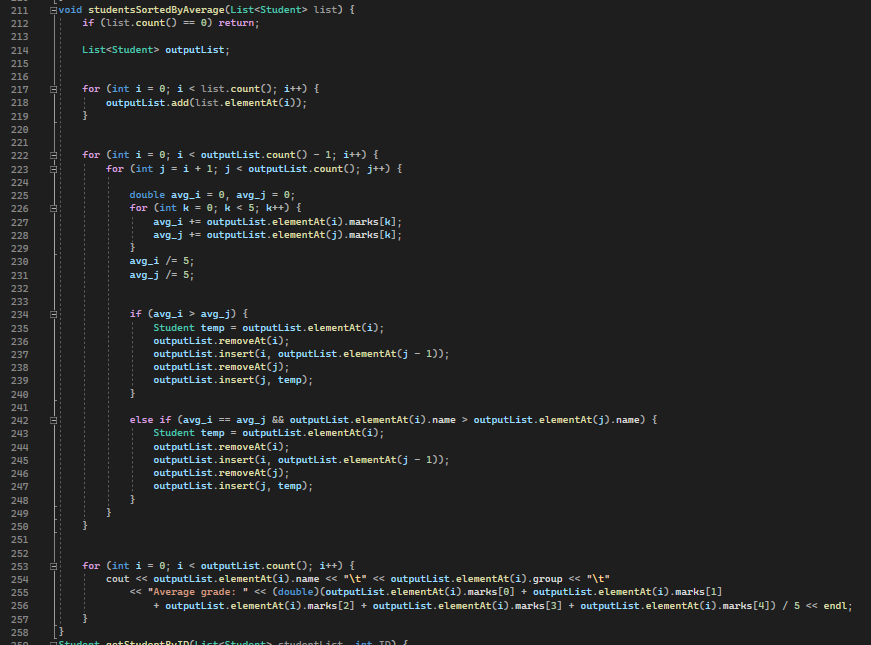 211 void studentsSortedByAverage(List<Student> list) {
212 if (list.count() == 0) return;
213
214 List<Student> outputList;
215
216
217 for (int i = 0; i < list.count(); i++) {
218 outputList.add(list.elementAt(i));
219 }
220
221
222 for (int i = 0; i < outputList.count() - 1; i++) {
223 for (int j = i + 1; j < outputList.count(); j++) {
224
225 double avg_i = 0, avg_j = 0;
226 for (int k = 0; k < 5; k++) {
227 avg_i += outputList.elementAt(i).marks[k];
228 avg_j += outputList.elementAt(j).marks[k];
229 }
230 avg_i /= 5;
231 avg_j /= 5;
232
233
234 if (avg_i > avg_j) {
235 Student temp = outputList.elementAt(i);
236 outputList.removeAt(i);
237 outputList.insert(i, outputList.elementAt(j - 1));
238 outputList.removeAt(j);
239 outputList.insert(j, temp);
240 }
241
242 else if (avg_i == avg_j && outputList.elementAt(i).name > outputList.elementAt(j).name) {
243 Student temp = outputList.elementAt(i);
244 outputList.removeAt(i);
245 outputList.insert(i, outputList.elementAt(j - 1));
246 outputList.removeAt(j);
247 outputList.insert(j, temp);
248 }
249 }
250 }
251
252
253 for (int i = 0; i < outputList.count(); i++) {
254 cout << outputList.elementAt(i).name << "\t" << outputList.elementAt(i).group << "\t"
255 << "Average grade: " << (double)(outputList.elementAt(i).marks[0] + outputList.elementAt(i).marks[1]
256 + outputList.elementAt(i).marks[2] + outputList.elementAt(i).marks[3] + outputList.elementAt(i).marks[4]) / 5 << endl;
257 }
258 }
259 Student getStudentByID(List<Student> studentList, int ID) {